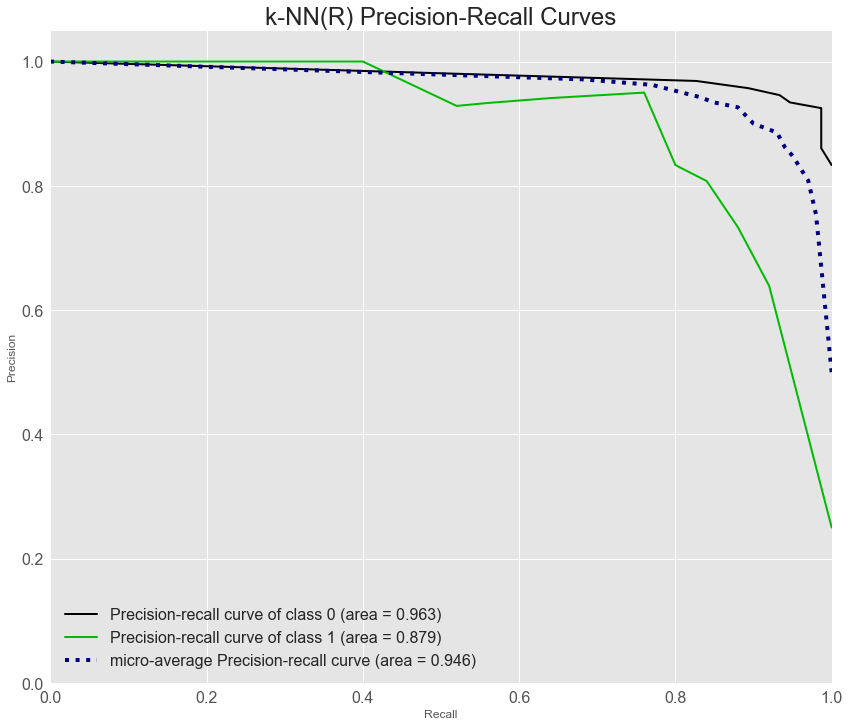 k-NN(R) Precision-Recall Curves
1.0
0.8
0.6
0.4
0.2
0.0
Precision
Precision-recall curve of class 0 (area = 0.963)
Precision-recall curve of class 1 (area = 0.879)
micro-average Precision-recall curve (area = 0.946)
0.0 0.2 0.4 0.6 0.8 1.0
Recall